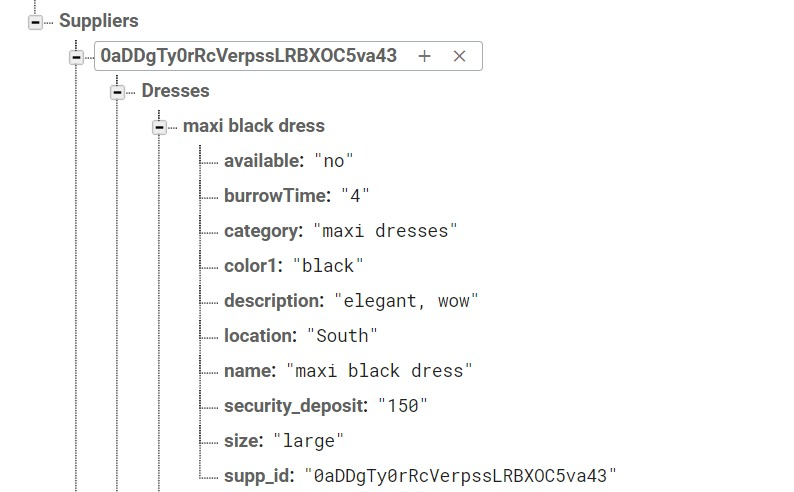 Suppliers
0aDDgTy0rRcVerpssLRBXOC5va43 + ×
Dresses
maxi black dress
available: "no"
burrowTime: "4"
category: "maxi dresses"
color1: "black"
description: "elegant, wow"
location: "South"
name: "maxi black dress"
security_deposit: "150"
size: "large"
supp_id: "0aDDgTy0rRcVerpssLRBXOC5va43"